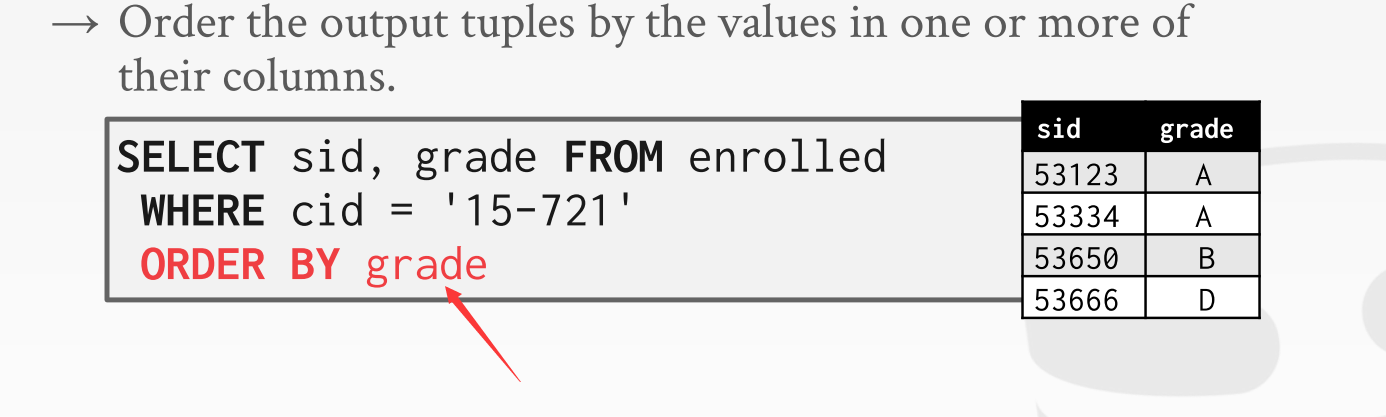 → Order the output tuples by the values in one or more of
their columns.
SELECT sid, grade FROM enrolled
WHERE cid = '15-721'
ORDER BY grade
sid grade
53123 A
53334 A
53650 B
53666 D